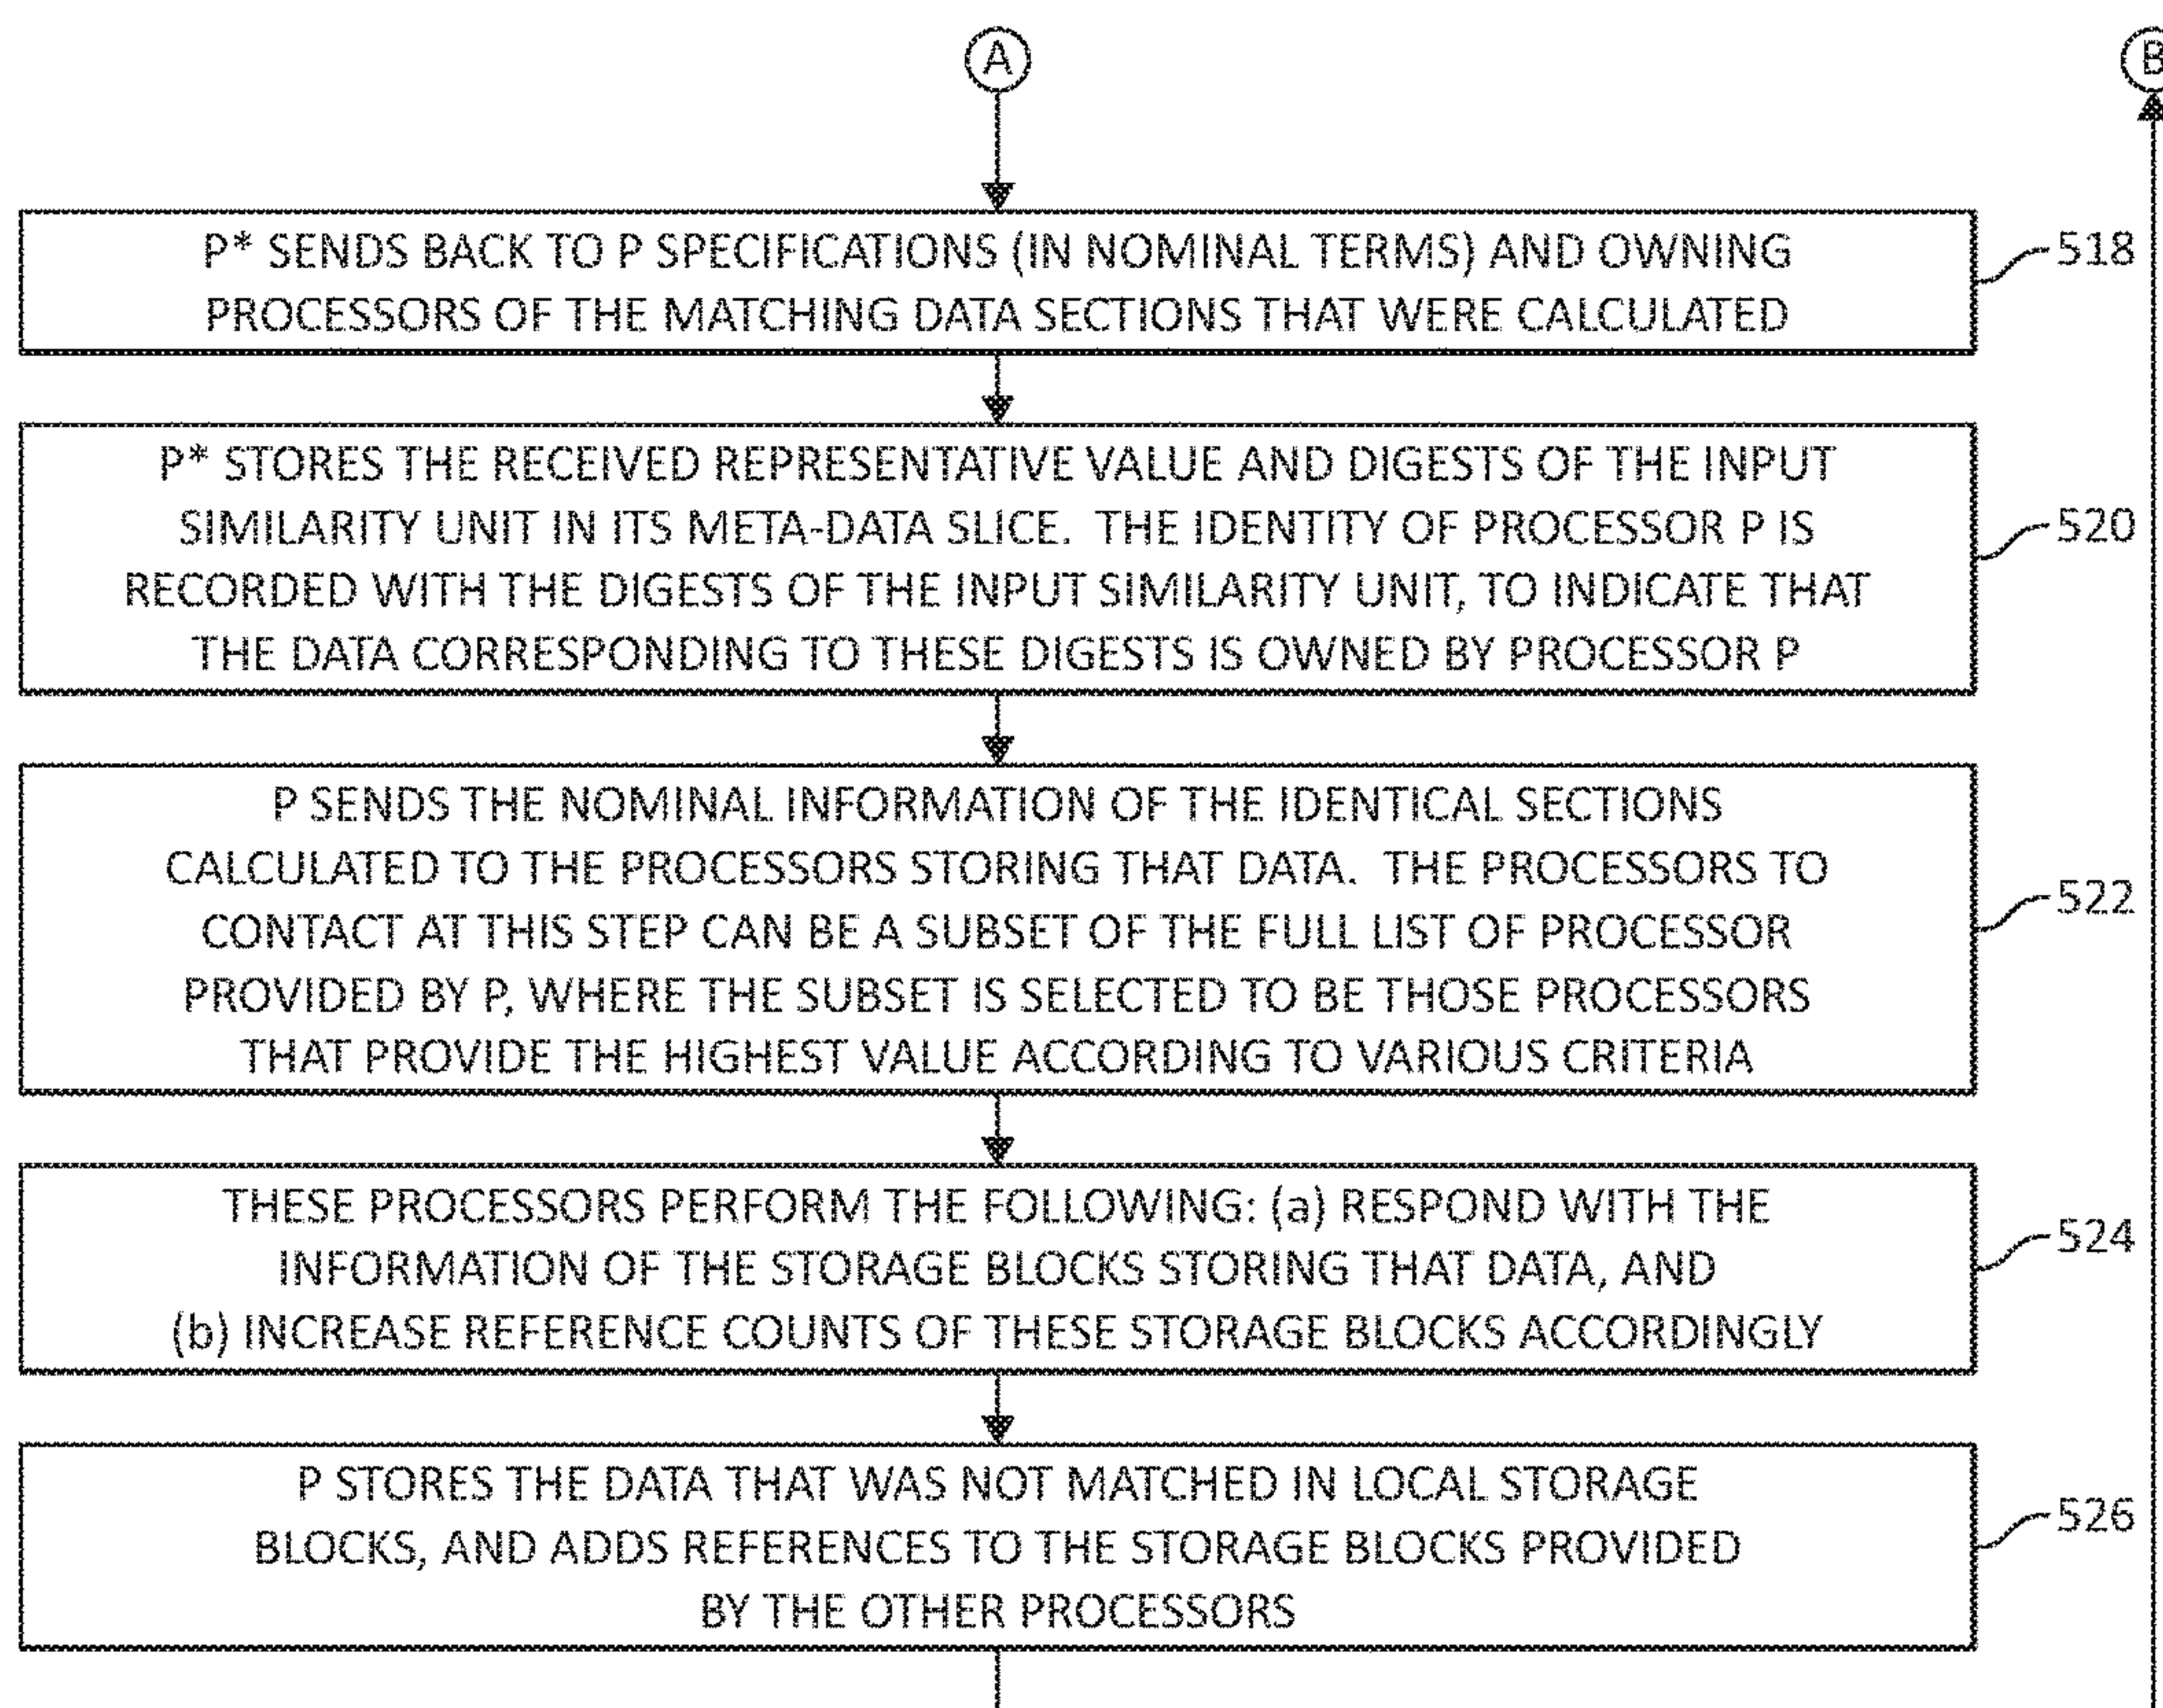 A
B
P* SENDS BACK TO P SPECIFICATIONS (IN NOMINAL TERMS) AND OWNING
PROCESSORS OF THE MATCHING DATA SECTIONS THAT WERE CALCULATED
518
P* STORES THE RECEIVED REPRESENTATIVE VALUE AND DIGESTS OF THE INPUT
SIMILARITY UNIT IN ITS META-DATA SLICE. THE IDENTITY OF PROCESSOR P IS
RECORDED WITH THE DIGESTS OF THE INPUT SIMILARITY UNIT, TO INDICATE THAT
THE DATA CORRESPONDING TO THESE DIGESTS IS OWNED BY PROCESSOR P
520
P SENDS THE NOMINAL INFORMATION OF THE IDENTICAL SECTIONS
CALCULATED TO THE PROCESSORS STORING THAT DATA. THE PROCESSORS TO
CONTACT AT THIS STEP CAN BE A SUBSET OF THE FULL LIST OF PROCESSOR
PROVIDED BY P, WHERE THE SUBSET IS SELECTED TO BE THOSE PROCESSORS
THAT PROVIDE THE HIGHEST VALUE ACCORDING TO VARIOUS CRITERIA
522
THESE PROCESSORS PERFORM THE FOLLOWING: (a) RESPOND WITH THE
INFORMATION OF THE STORAGE BLOCKS STORING THAT DATA, AND
(b) INCREASE REFERENCE COUNTS OF THESE STORAGE BLOCKS ACCORDINGLY
524
P STORES THE DATA THAT WAS NOT MATCHED IN LOCAL STORAGE
BLOCKS, AND ADDS REFERENCES TO THE STORAGE BLOCKS PROVIDED
BY THE OTHER PROCESSORS
526